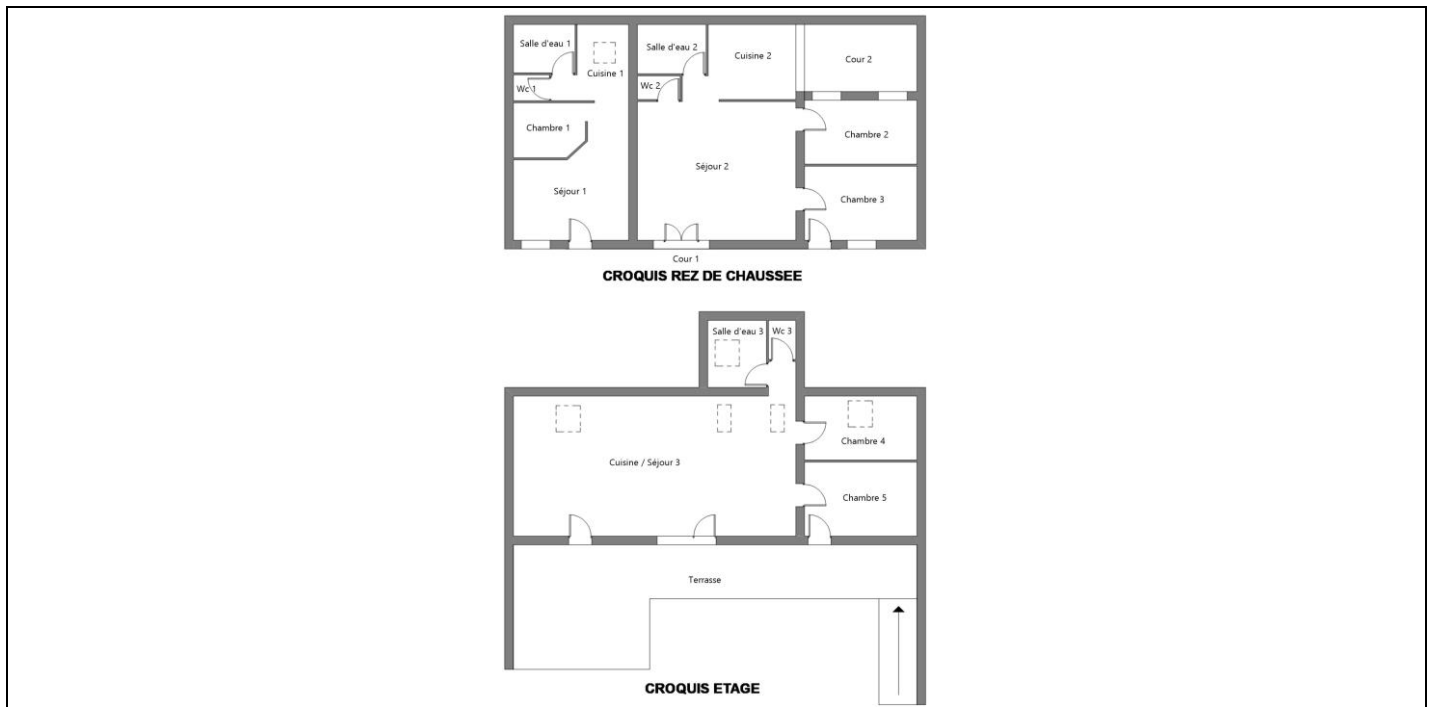 Salle d'eau 1
Salle d'eau 2
Cuisine 2
Cour 2
Cuisine 1
Wc 1
Wc 2
Chambre 1
Chambre 2
Séjour 2
Séjour 1
Chambre 3
Cour 1
CROQUIS REZ DE CHAUSSEE
Salle d'eau 3
Wc 3
Chambre 4
Cuisine / Séjour 3
Chambre 5
Terrasse
CROQUIS ETAGE